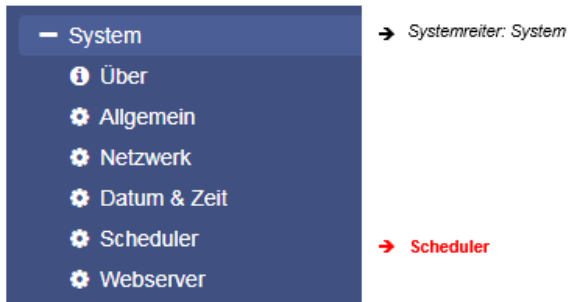 System
Systemreiter: System
Über
Allgemein
Netzwerk
Datum & Zeit
Scheduler
Scheduler
Webserver